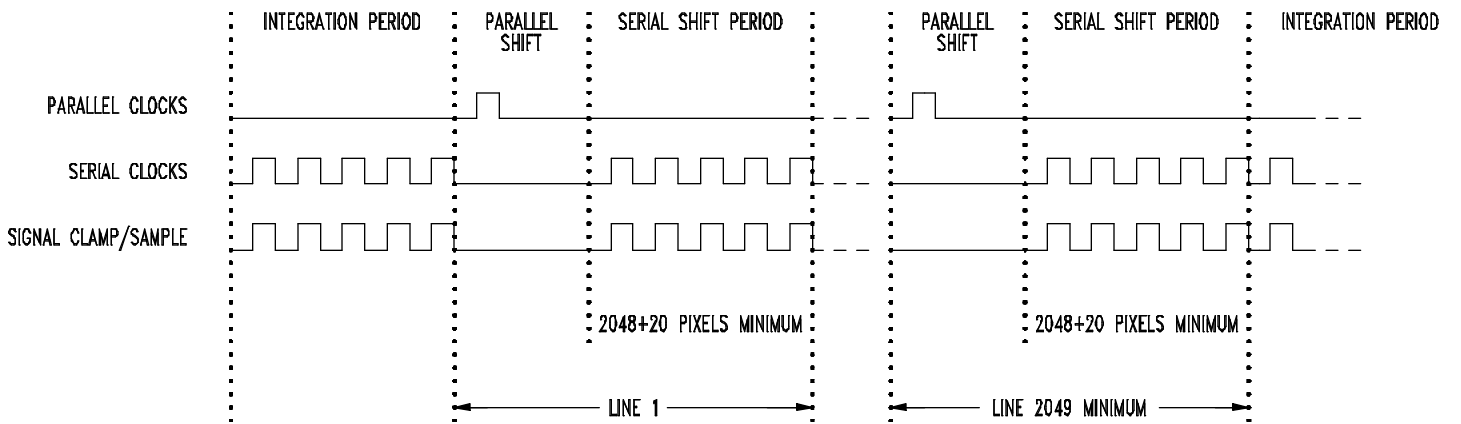 INTEGRATION PERIOD
PARALLEL
SHIFT
SERIAL SHIFT PERIOD
PARALLEL
SHIFT
SERIAL SHIFT PERIOD
INTEGRATION PERIOD
PARALLEL CLOCKS
SERIAL CLOCKS
SIGNAL CLAMP/SAMPLE
2048+20 PIXELS MINIMUM
2048+20 PIXELS MINIMUM
LINE 1
LINE 2049 MINIMUM